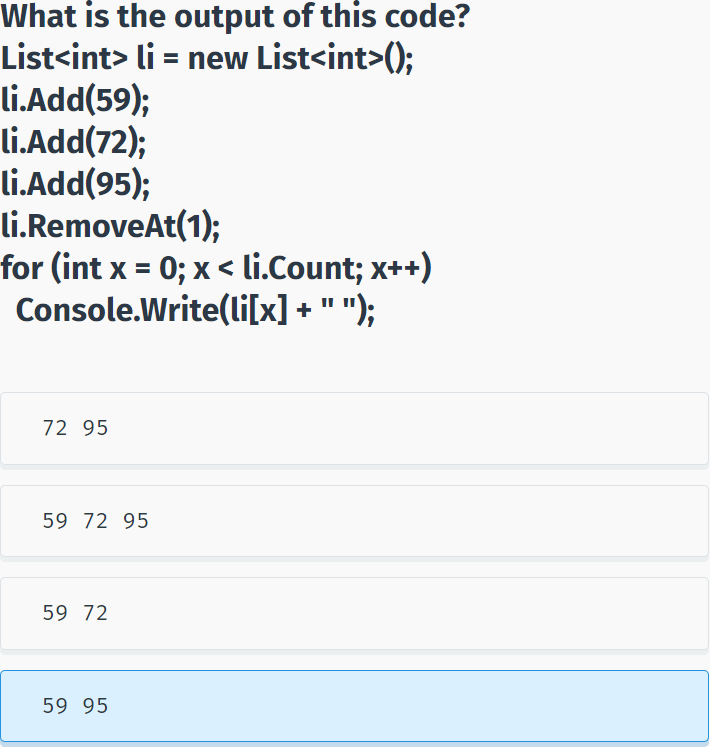 What is the output of this code?
List<int> li = new List<int>();
li.Add(59);
li.Add(72);
li.Add(95);
li.RemoveAt(1);
for (int x = 0; x < li.Count; x++)
  Console.Write(li[x] + " ");
72 95
59 72 95
59 72
59 95